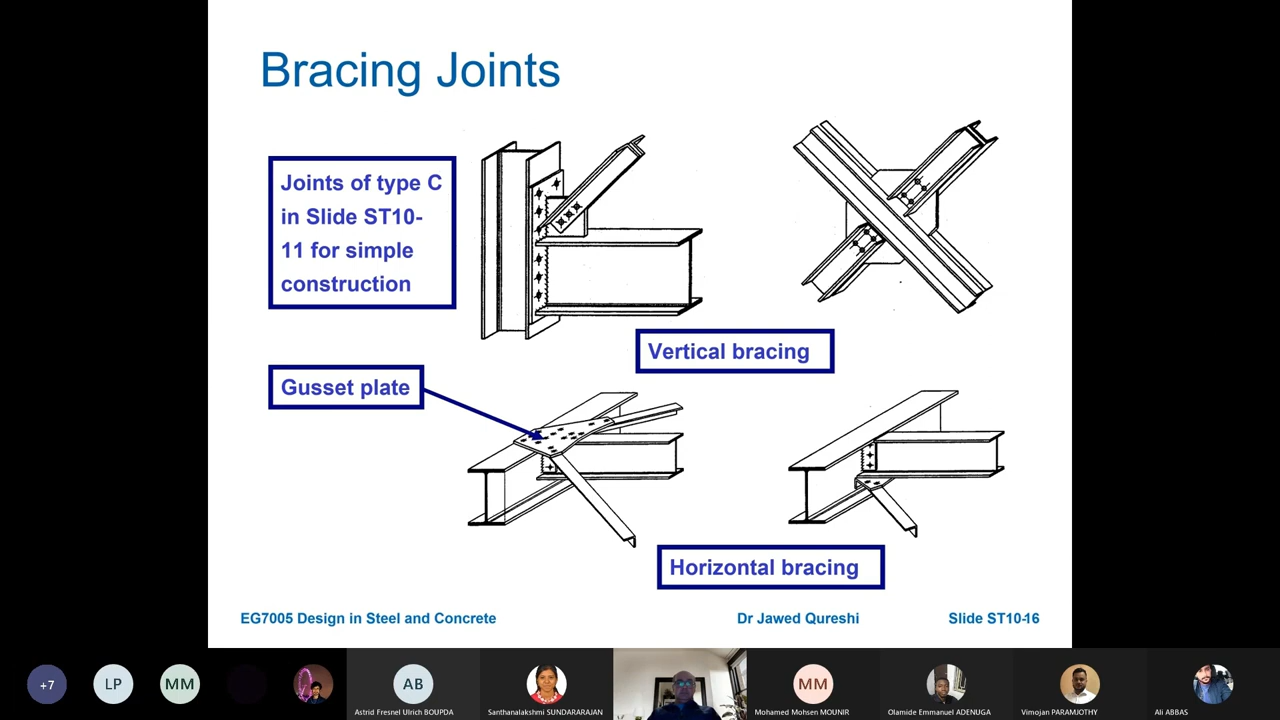 Bracing Joints
Joints of type C
in Slide ST10-
11 for simple
construction
Vertical bracing
Gusset plate
Horizontal bracing
EG7005 Design in Steel and Concrete
Dr Jawed Qureshi
Slide ST10-16
+7
LP
MM
AB
MM
Astrid Fresnel Ulrich BOUPDA
Santhanalakshmi SUNDARARAJAN
Mohamed Mohsen MOUNIR
Olamide Emmanuel ADENUGA
Vimojan PARAMJOTHY
Ali ABBAS